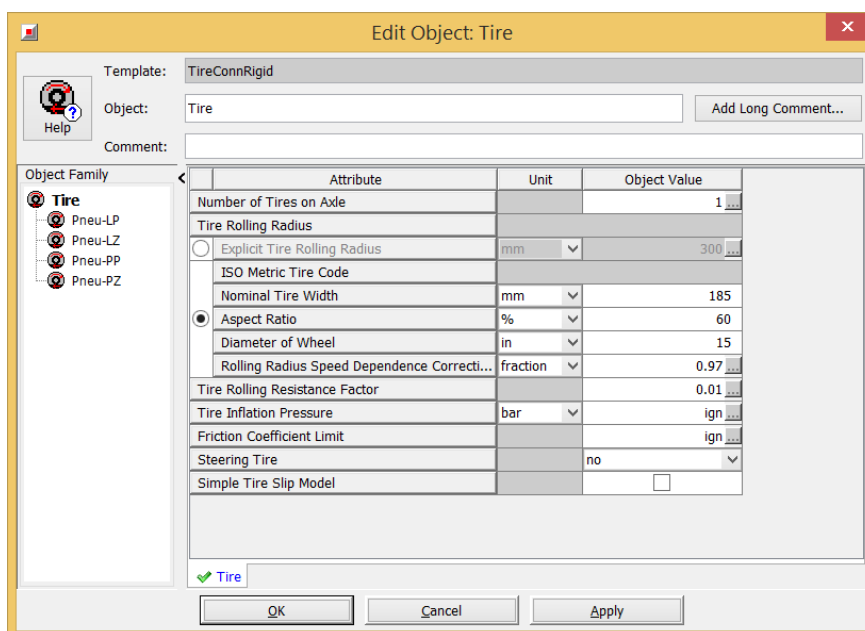 Edit Object: Tire
Help
Template: TireConnRigid
Object: Tire Add Long Comment...
Comment:
Object Family
Tire
Pneu-LP
Pneu-LZ
Pneu-PP
Pneu-PZ
Attribute Unit Object Value
Number of Tires on Axle 1 ...
Tire Rolling Radius
Explicit Tire Rolling Radius mm 300 ...
ISO Metric Tire Code
Nominal Tire Width mm 185
Aspect Ratio % 60
Diameter of Wheel in 15
Rolling Radius Speed Dependence Correcti... fraction 0.97 ...
Tire Rolling Resistance Factor 0.01 ...
Tire Inflation Pressure bar ign ...
Friction Coefficient Limit ign ...
Steering Tire no
Simple Tire Slip Model
Tire
OK Cancel Apply